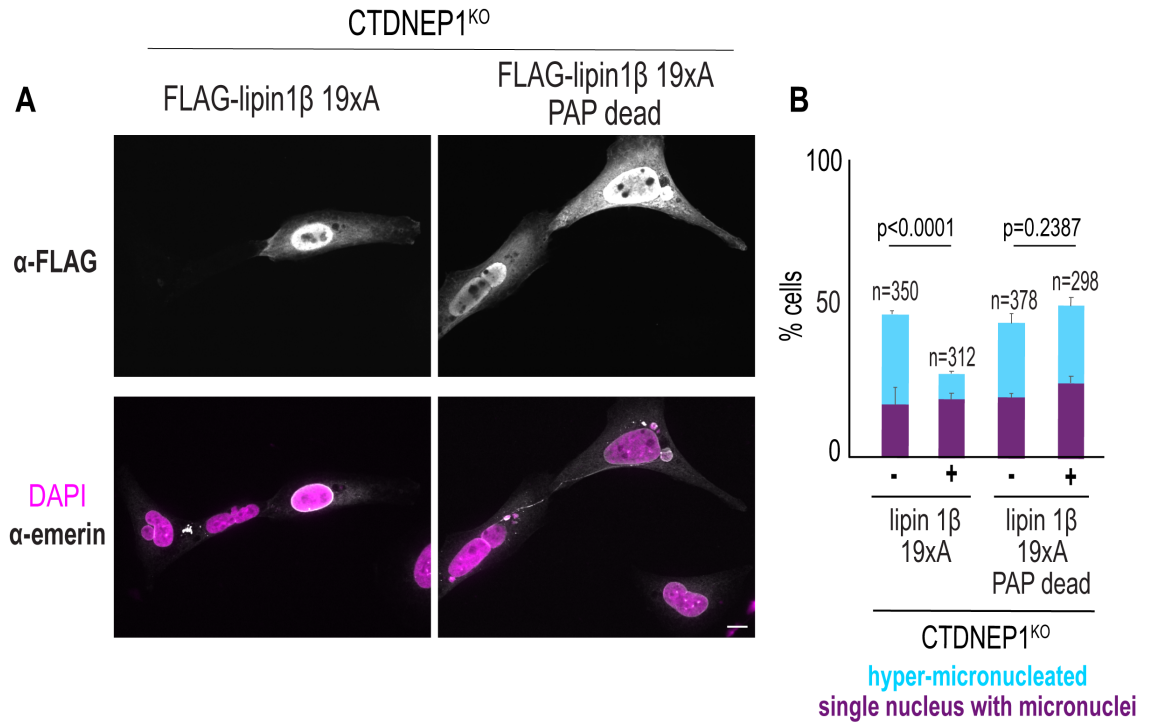 CTDNEP1KO
A
FLAG-lipin1β 19xA
FLAG-lipin1β 19xA
PAP dead
α-FLAG
DAPI
α-emerin
B
100
50
0
% cells
p<0.0001
p=0.2387
n=350
n=312
n=378
n=298
- + - +
lipin 1β
19xA
lipin 1β
19xA
PAP dead
CTDNEP1KO
hyper-micronucleated
single nucleus with micronuclei